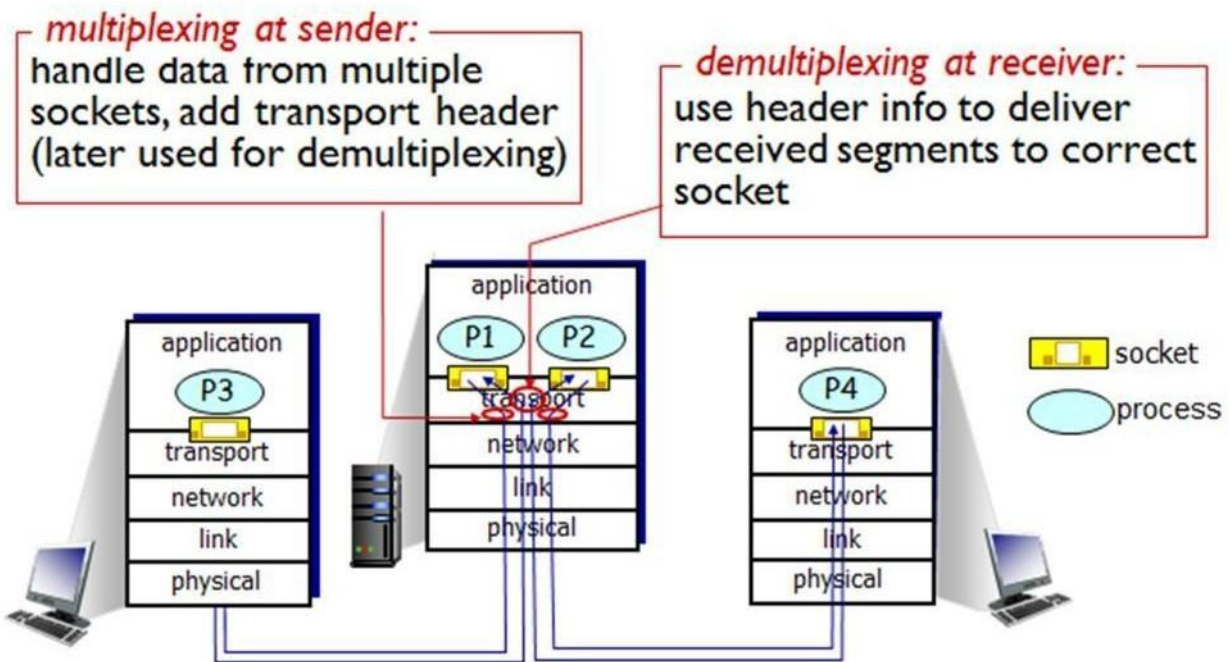 multiplexing at sender:
handle data from multiple
sockets, add transport header
(later used for demultiplexing)
demultiplexing at receiver:
use header info to deliver
received segments to correct
socket
application
P3
transport
network
link
physical
application
P1 P2
transport
network
link
physical
application
P4
transport
network
link
physical
socket
process